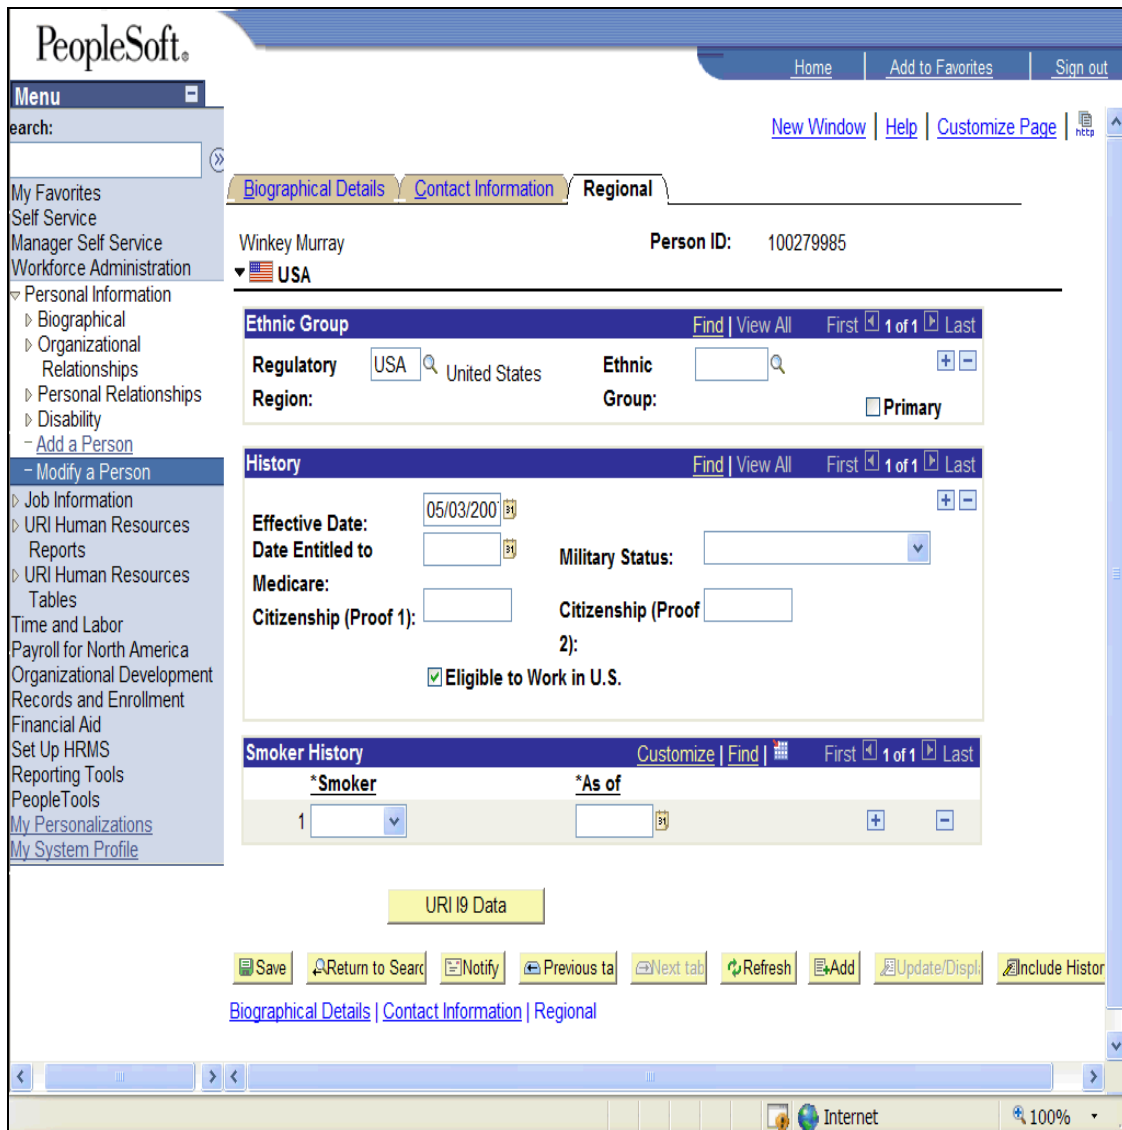 PeopleSoft®
Home
Add to Favorites
Sign out
Menu
earch:
New Window | Help | Customize Page | http
My Favorites
Self Service
Manager Self Service
Workforce Administration
Personal Information
Biographical
Organizational
Relationships
Personal Relationships
Disability
– Add a Person
– Modify a Person
Job Information
URI Human Resources
Reports
URI Human Resources
Tables
Time and Labor
Payroll for North America
Organizational Development
Records and Enrollment
Financial Aid
Set Up HRMS
Reporting Tools
PeopleTools
My Personalizations
My System Profile
Biographical Details
Contact Information
Regional
Winkey Murray
Person ID: 100279985
USA
Ethnic Group
Find | View All First 1 of 1 Last
Regulatory
Region:
USA
United States
Ethnic
Group:
Primary
History
Find | View All First 1 of 1 Last
Effective Date:
05/03/200
31
Date Entitled to
Medicare:
31
Military Status:
Citizenship (Proof 1):
Citizenship (Proof
2):
Eligible to Work in U.S.
Smoker History
Customize | Find | First 1 of 1 Last
*Smoker
*As of
1
31
URI I9 Data
Save
Return to Searc
Notify
Previous ta
Next tab
Refresh
Add
Update/Displ
Include Histor
Biographical Details | Contact Information | Regional
Internet
100%